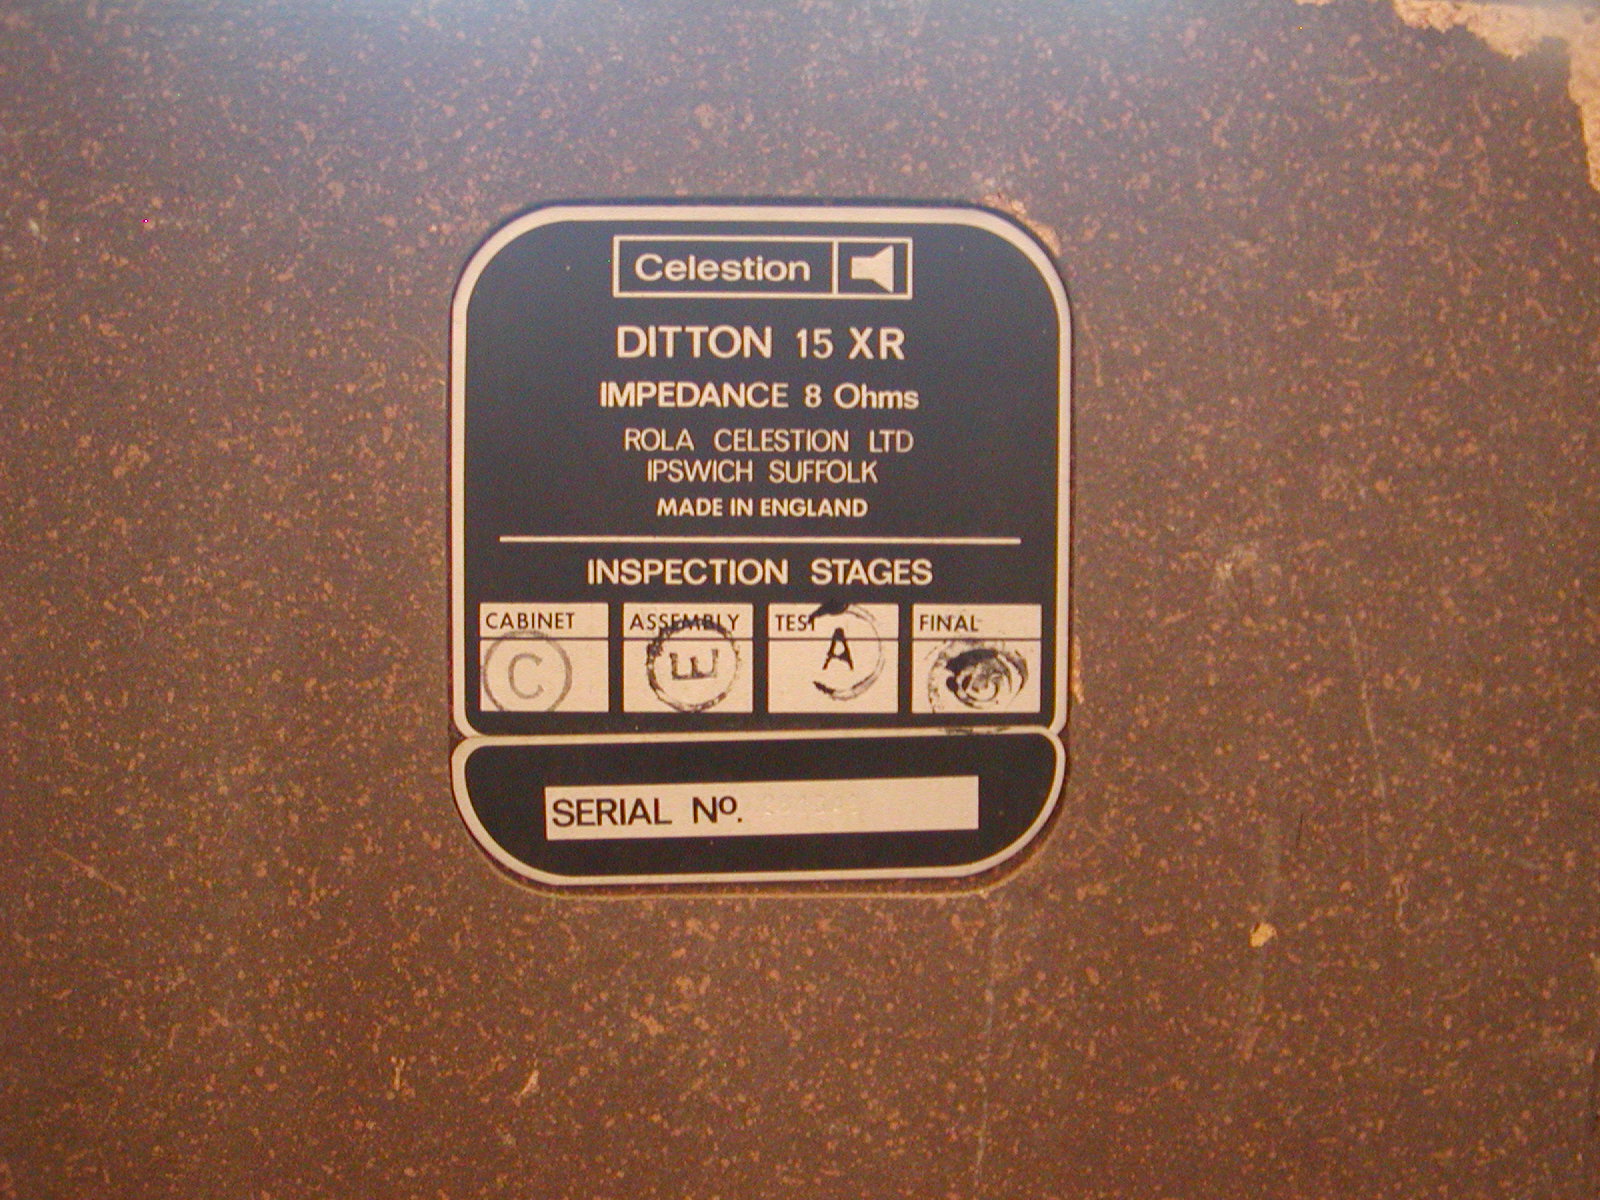 Celestion
DITTON 15 XR
IMPEDANCE 8 Ohms
ROLA CELESTION LTD
IPSWICH SUFFOLK
MADE IN ENGLAND
INSPECTION STAGES
CABINET ASSEMBLY TEST FINAL
C E A
SERIAL Nº.